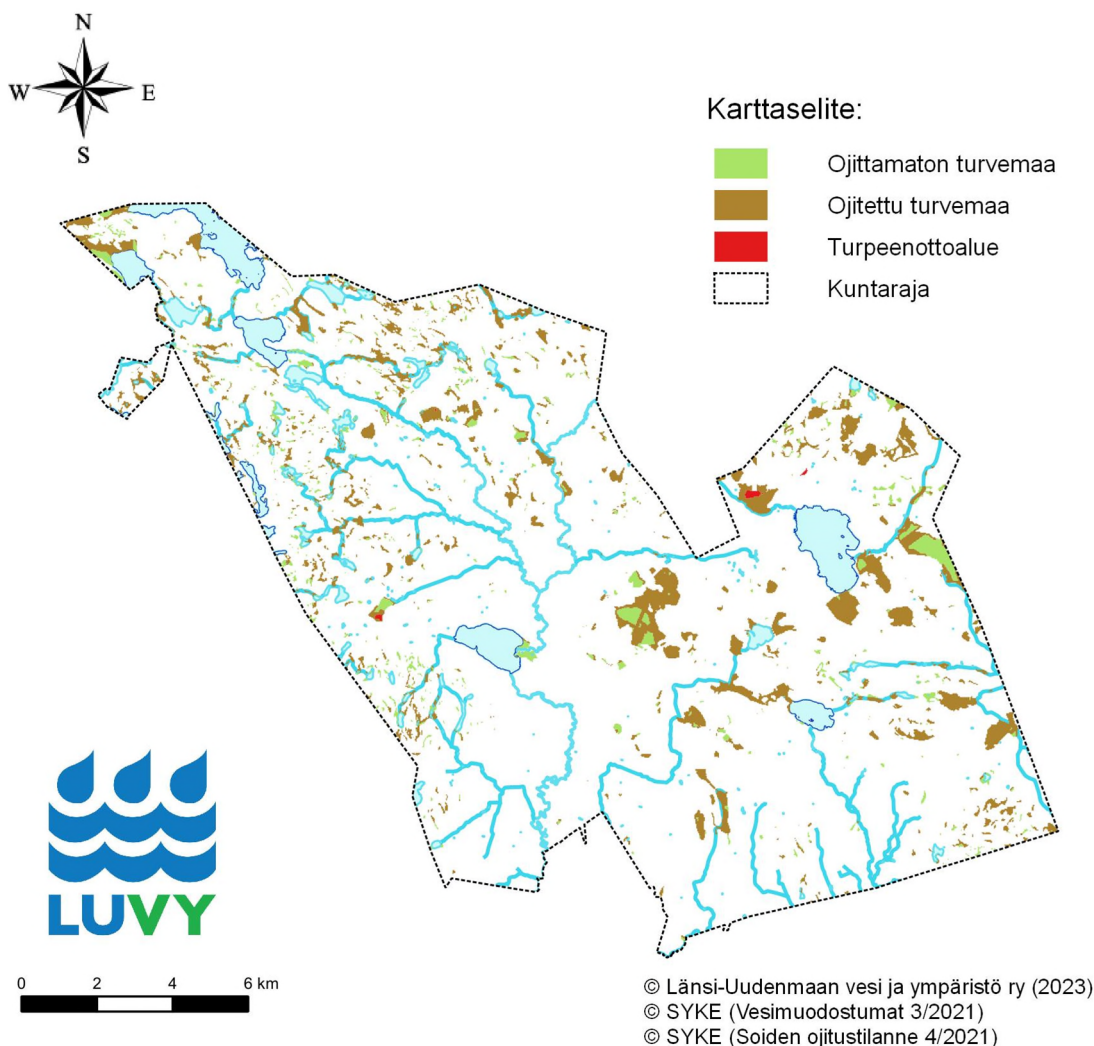 N
W E
S
Karttaselite:
Ojittamaton turvemaa
Ojitettu turvemaa
Turpeenottoalue
Kuntaraja
LUVY
0 2 4 6 km
© Länsi-Uudenmaan vesi ja ympäristö ry (2023)
© SYKE (Vesimuodostumat 3/2021)
© SYKE (Soiden ojitustilanne 4/2021)